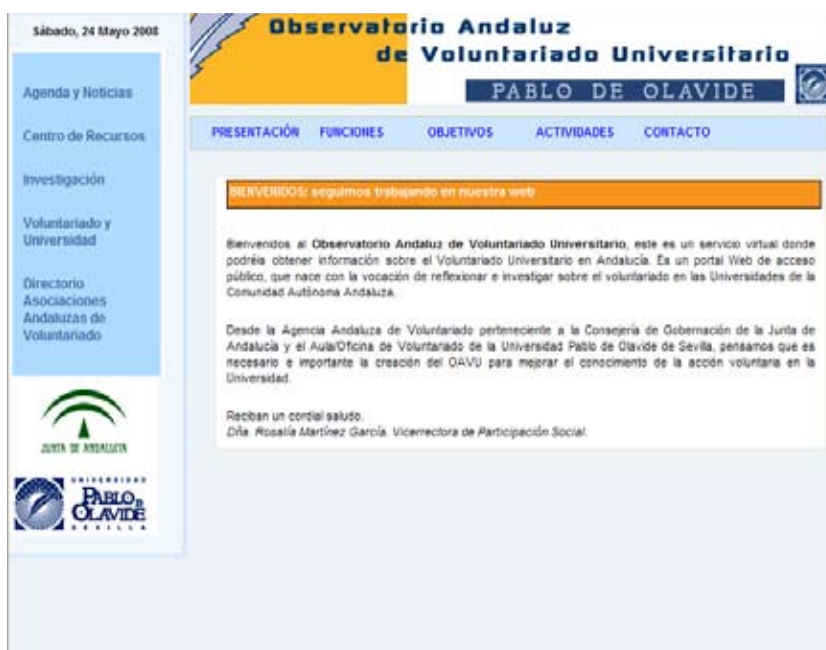 Sábado, 24 Mayo 2008
Observatorio Andaluz
de Voluntariado Universitario
PABLO DE OLAVIDE
Agenda y Noticias
Centro de Recursos
Investigación
Voluntariado y
Universidad
Directorio
Asociaciones
Andaluzas de
Voluntariado
JUNTA DE ANDALUCIA
UNIVERSIDAD
PABLO DE
OLAVIDE
SEVILLA
PRESENTACIÓN FUNCIONES OBJETIVOS ACTIVIDADES CONTACTO
BIENVENIDOS: seguimos trabajando en nuestra web
Bienvenidos al Observatorio Andaluz de Voluntariado Universitario, este es un servicio virtual donde
podréis obtener información sobre el Voluntariado Universitario en Andalucía. Es un portal Web de acceso
público, que nace con la vocación de reflexionar e investigar sobre el voluntariado en las Universidades de la
Comunidad Autónoma Andaluza.
Desde la Agencia Andaluza de Voluntariado perteneciente a la Consejería de Gobernación de la Junta de
Andalucía y el Aula/Oficina de Voluntariado de la Universidad Pablo de Olavide de Sevilla, pensamos que es
necesario e importante la creación del OAVU para mejorar el conocimiento de la acción voluntaria en la
Universidad.
Reciban un cordial saludo.
Dña. Rosalía Martínez García. Vicerrectora de Participación Social.